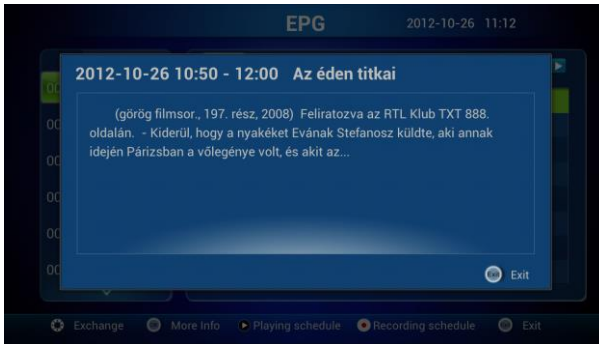 EPG
2012-10-26 11:12
2012-10-26 10:50 - 12:00 Az éden titkai
(görög filmsor., 197. rész, 2008) Feliratozva az RTL Klub TXT 888.
oldalán. - Kiderül, hogy a nyakéket Evának Stefanosz küldte, aki annak
idején Párizsban a vőlegénye volt, és akit az...
Exit
Exchange More Info Playing schedule Recording schedule Exit